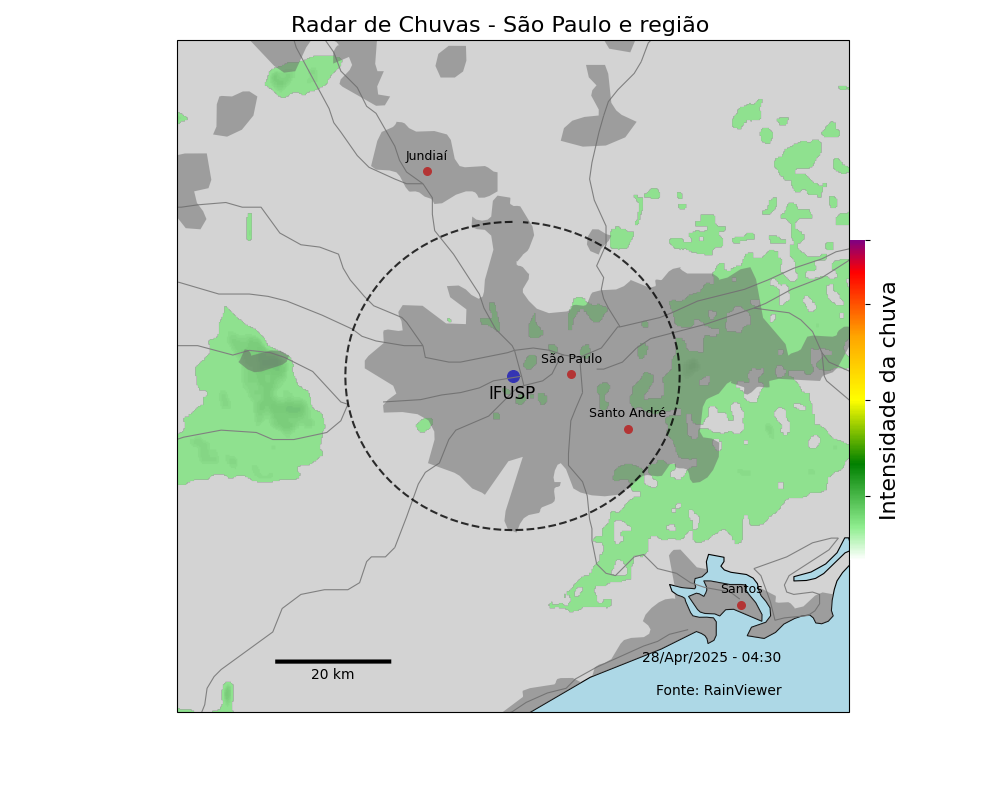 Radar de Chuvas - São Paulo e região
Jundiaí
São Paulo
IFUSP
Santo André
Santos
Intensidade da chuva
28/Apr/2025 - 04:30
20 km
Fonte: RainViewer